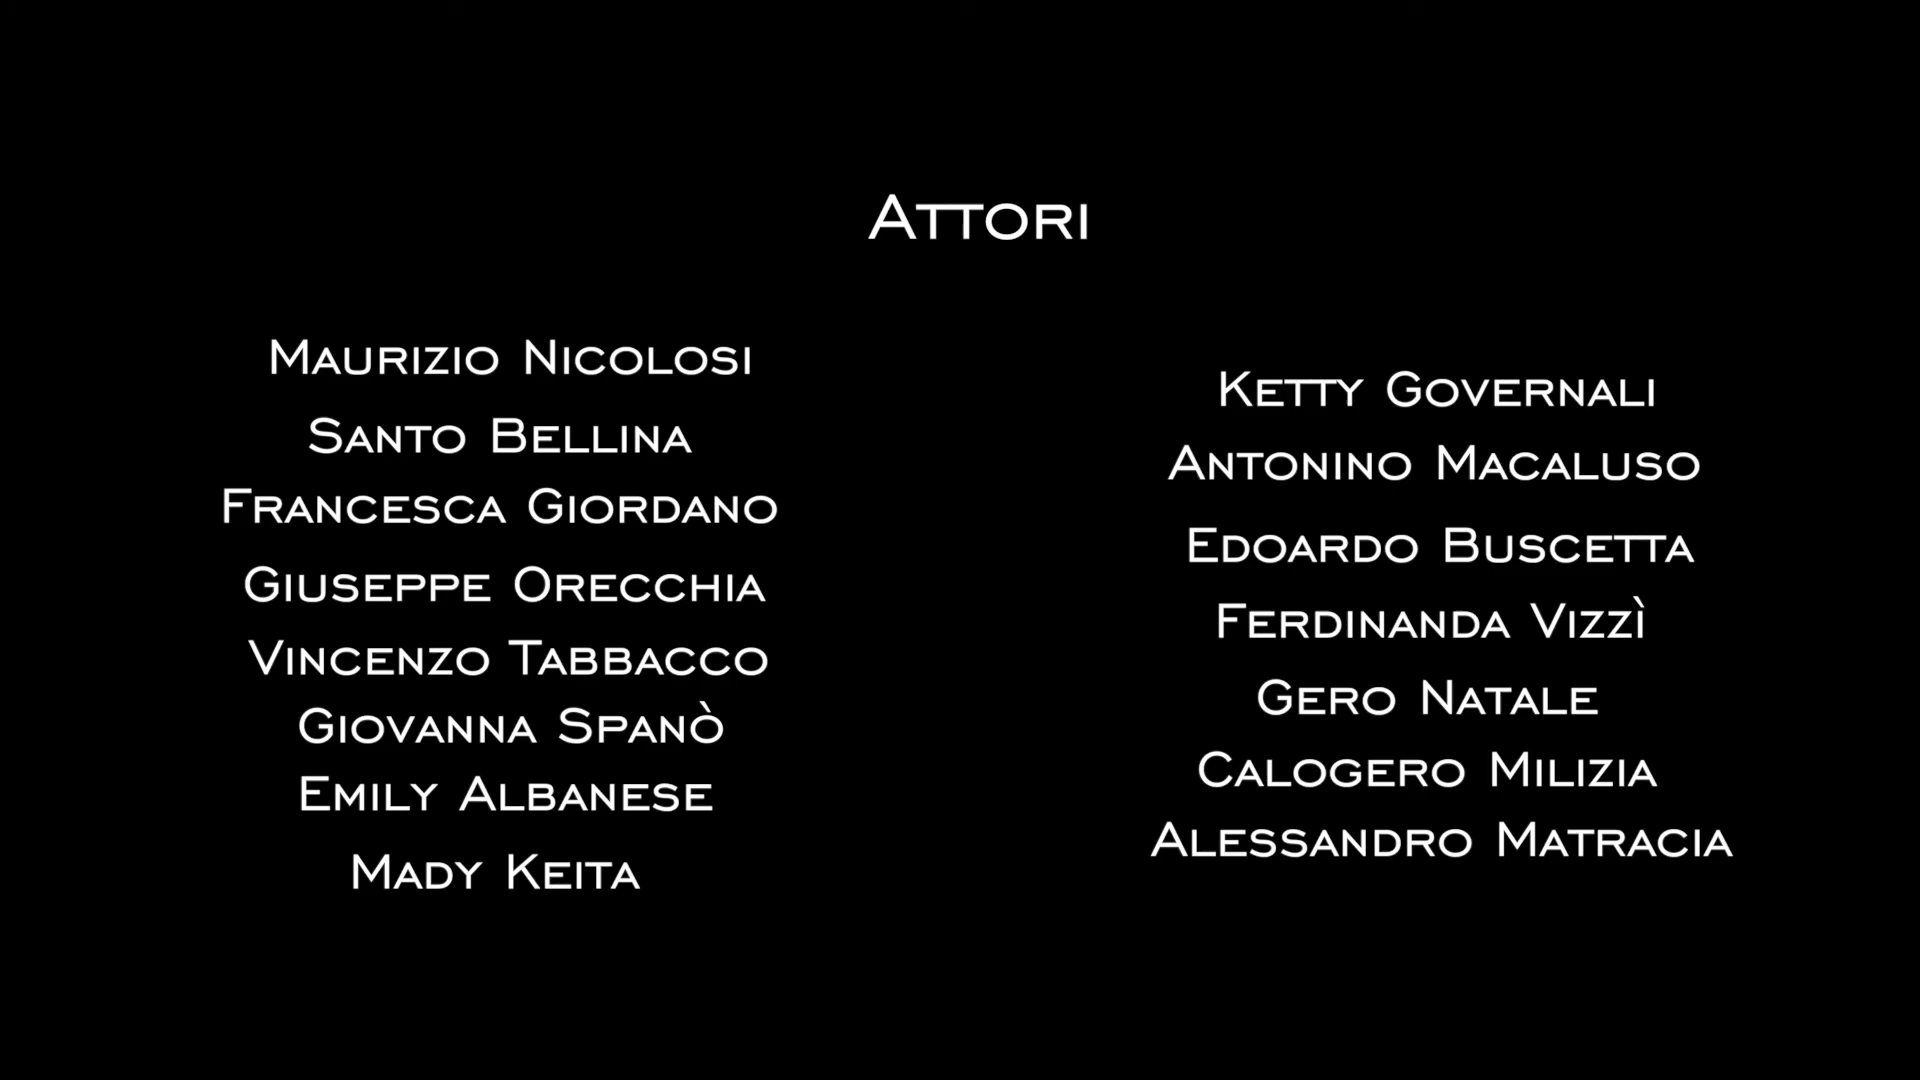 Attori
Maurizio Nicolosi
Santo Bellina
Francesca Giordano
Giuseppe Orecchia
Vincenzo Tabbacco
Giovanna Spanò
Emily Albanese
Mady Keita
Ketty Governali
Antonino Macaluso
Edoardo Buscetta
Ferdinanda Vizzì
Gero Natale
Calogero Milizia
Alessandro Matracia